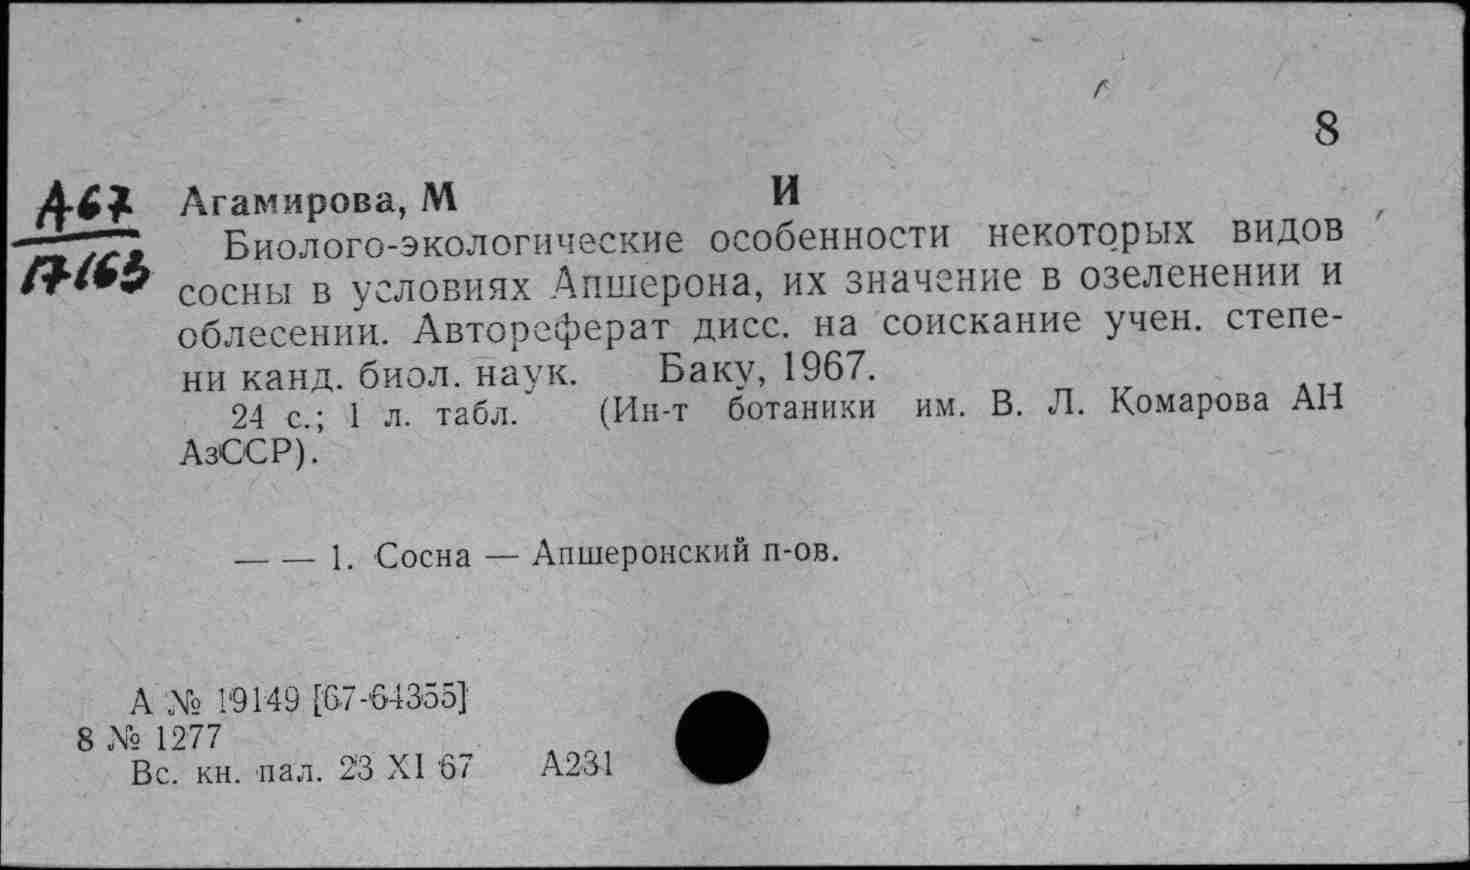 8
А67 Агамирова, М И
Биолого-экологические особенности некоторых видов
сосны в условиях Апшерона, их значение в озеленении и
облесении. Автореферат дисс. на соискание учен. степе-
ни канд. биол. наук. Баку, 1967.
24 с.; 1 л. табл. (Ин-т ботаники им. В. Л. Комарова АН
АзССР).
— — 1. Сосна — Апшеронский п-ов.
А № 19149 [67-64355]
8 № 1277
Вс. кн. пал. 23 XI 67 А231